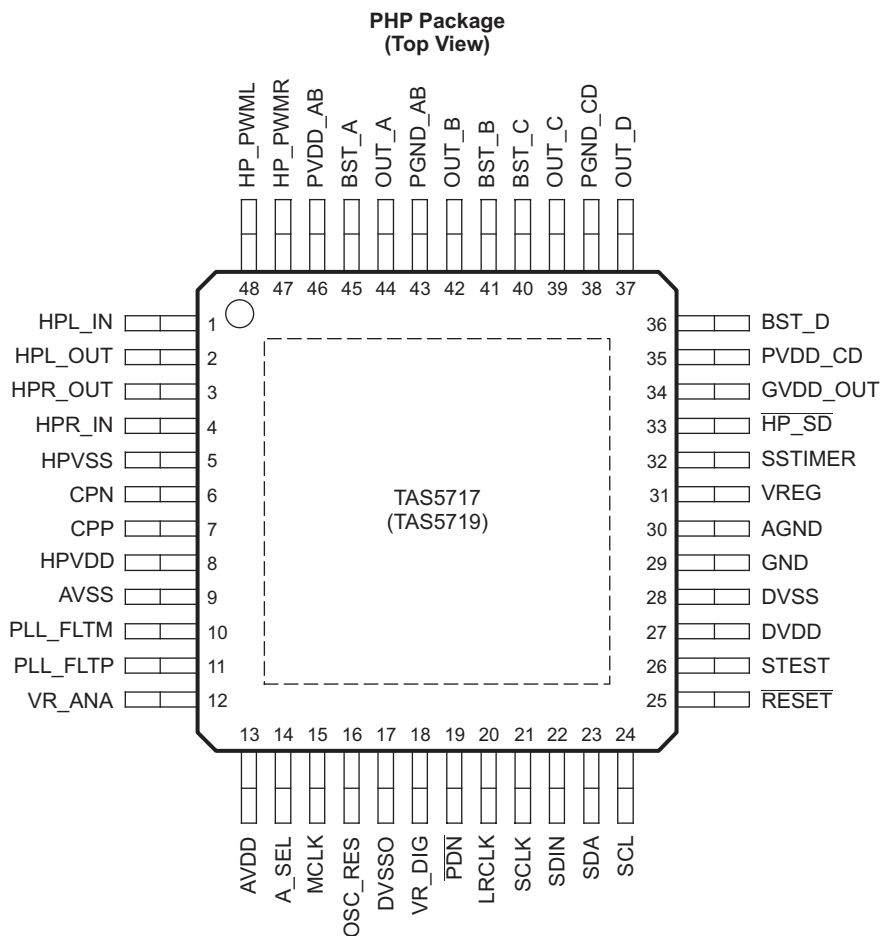 PHP Package
(Top View)
HP_PWML
HP_PWMR
PVDD_AB
BST_A
OUT_A
PGND_AB
OUT_B
BST_B
BST_C
OUT_C
PGND_CD
OUT_D
48 47 46 45 44 43 42 41 40 39 38 37
HPL_IN 1 36 BST_D
HPL_OUT 2 35 PVDD_CD
HPR_OUT 3 34 GVDD_OUT
HPR_IN 4 33 H̅P̅_̅S̅D̅
HPVSS 5 32 SSTIMER
CPN 6 31 VREG
CPP 7 30 AGND
HPVDD 8 29 GND
AVSS 9 28 DVSS
PLL_FLTM 10 27 DVDD
PLL_FLTP 11 26 STEST
VR_ANA 12 25 R̅E̅S̅E̅T̅
TAS5717
(TAS5719)
13 14 15 16 17 18 19 20 21 22 23 24
AVDD
A_SEL
MCLK
OSC_RES
DVSSO
VR_DIG
P̅D̅N̅
LRCLK
SCLK
SDIN
SDA
SCL